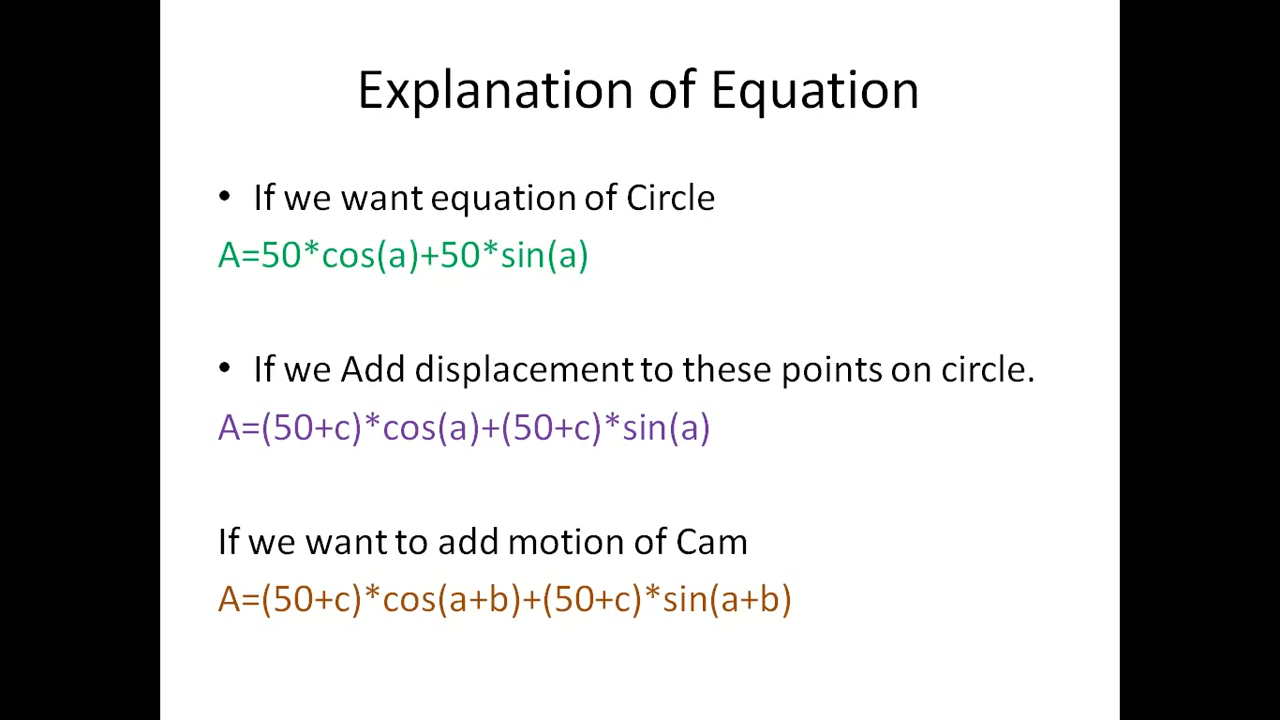 Explanation of Equation
• If we want equation of Circle
A=50*cos(a)+50*sin(a)
• If we Add displacement to these points on circle.
A=(50+c)*cos(a)+(50+c)*sin(a)
If we want to add motion of Cam
A=(50+c)*cos(a+b)+(50+c)*sin(a+b)